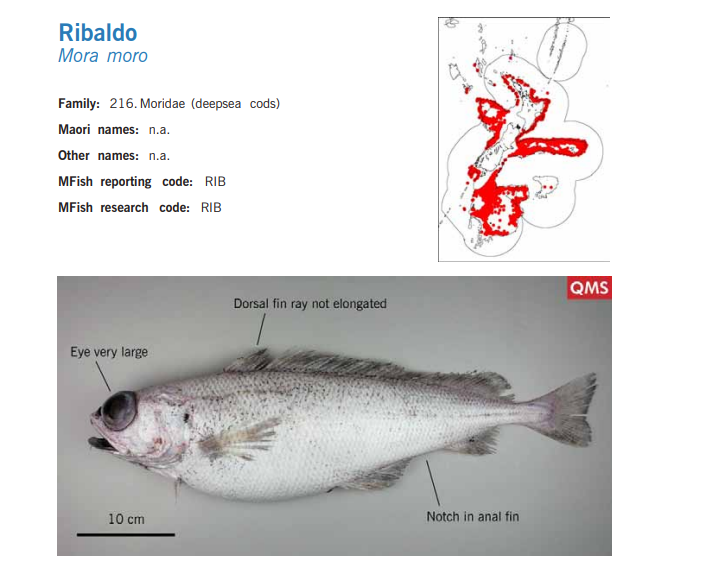 Ribaldo
Mora moro
Family: 216. Moridae (deepsea cods)
Maori names: n.a.
Other names: n.a.
MFish reporting code: RIB
MFish research code: RIB
QMS
Dorsal fin ray not elongated
Eye very large
10 cm
Notch in anal fin